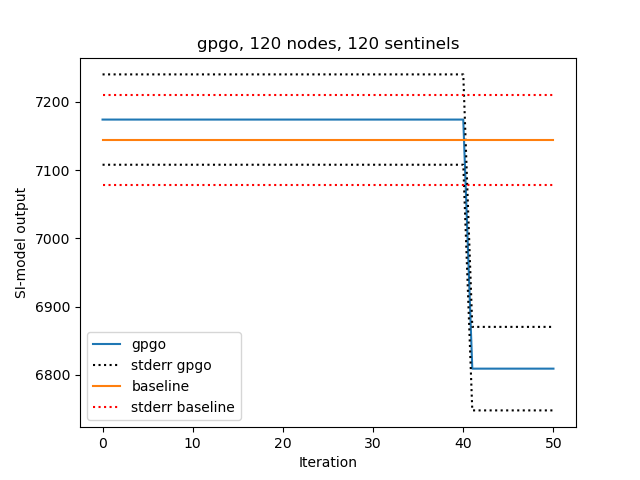 gpgo, 120 nodes, 120 sentinels
SI-model output
7200
7100
7000
6900
6800
gpgo
stderr gpgo
baseline
stderr baseline
0 10 20 30 40 50
Iteration